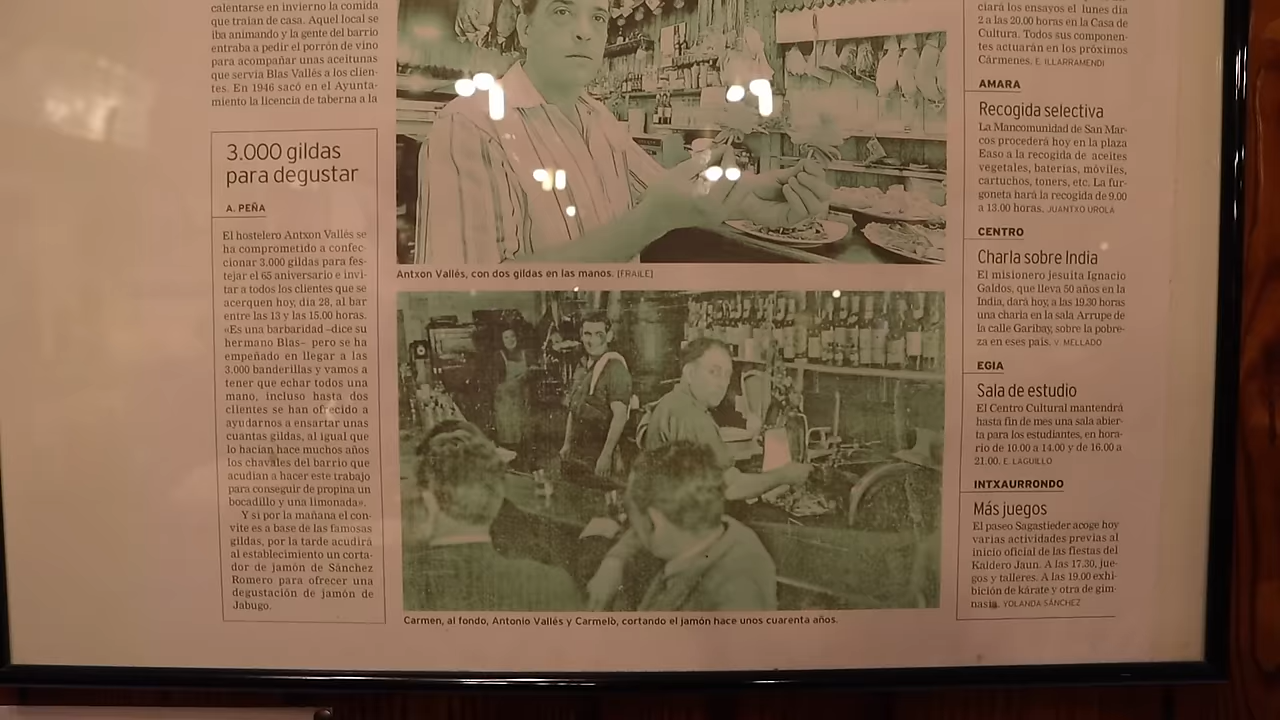 calentarse en invierno la comida
que traían de casa. Aquel local se
iba animando y la gente del barrio
entraba a pedir el porrón de vino
para acompañar unas aceitunas
que servía Blas Vallés a los clien-
tes. En 1946 sacó en el Ayunta-
miento la licencia de taberna a la
3.000 gildas
para degustar
A. PEÑA
El hostelero Antxon Vallés se
ha comprometido a confec-
cionar 3.000 gildas para fes-
tejar el 65 aniversario e invi-
tar a todos los clientes que se
acerquen hoy, día 28, al bar
entre las 13 y las 15.00 horas.
«Es una barbaridad –dice su
hermano Blas– pero se ha
empeñado en llegar a las
3.000 banderillas y vamos a
tener que echar todos una
mano, incluso hasta dos
clientes se han ofrecido a
ayudarnos a ensartar unas
cuantas gildas, al igual que
lo hacían hace muchos años
los chavales del barrio que
acudían a hacer este trabajo
para conseguir de propina un
bocadillo y una limonada».
Y si por la mañana el con-
vite es a base de las famosas
gildas, por la tarde acudirá
al establecimiento un corta-
dor de jamón de Sánchez
Romero para ofrecer una
degustación de jamón de
Jabugo.
Antxon Vallés, con dos gildas en las manos. [FRAILE]
Carmen, al fondo, Antonio Vallés y Carmelo, cortando el jamón hace unos cuarenta años.
ciará los ensayos el lunes día
2 a las 20.00 horas en la Casa de
Cultura. Todos sus componen-
tes actuarán en los próximos
Cármenes. E. ILLARRAMENDI
AMARA
Recogida selectiva
La Mancomunidad de San Mar-
cos procederá hoy en la plaza
Easo a la recogida de aceites
vegetales, baterías, móviles,
cartuchos, toners, etc. La fur-
goneta hará la recogida de 9.00
a 13.00 horas. JUANTXO UROLA
CENTRO
Charla sobre India
El misionero jesuita Ignacio
Galdos, que lleva 50 años en la
India, dará hoy, a las 19.30 horas
una charla en la sala Arrupe de
la calle Garibay, sobre la pobre-
za en eses país. V. MELLADO
EGIA
Sala de estudio
El Centro Cultural mantendrá
hasta fin de mes una sala abier-
ta para los estudiantes, en hora-
rio de 10.00 a 14.00 y de 16.00 a
21.00. E. LAGUILLO
INTXAURRONDO
Más juegos
El paseo Sagastieder acoge hoy
varias actividades previas al
inicio oficial de las fiestas del
Kaldero Jaun. A las 17.30, jue-
gos y talleres. A las 19.00 exhi-
bición de kárate y otra de gim-
nasia. YOLANDA SÁNCHEZ